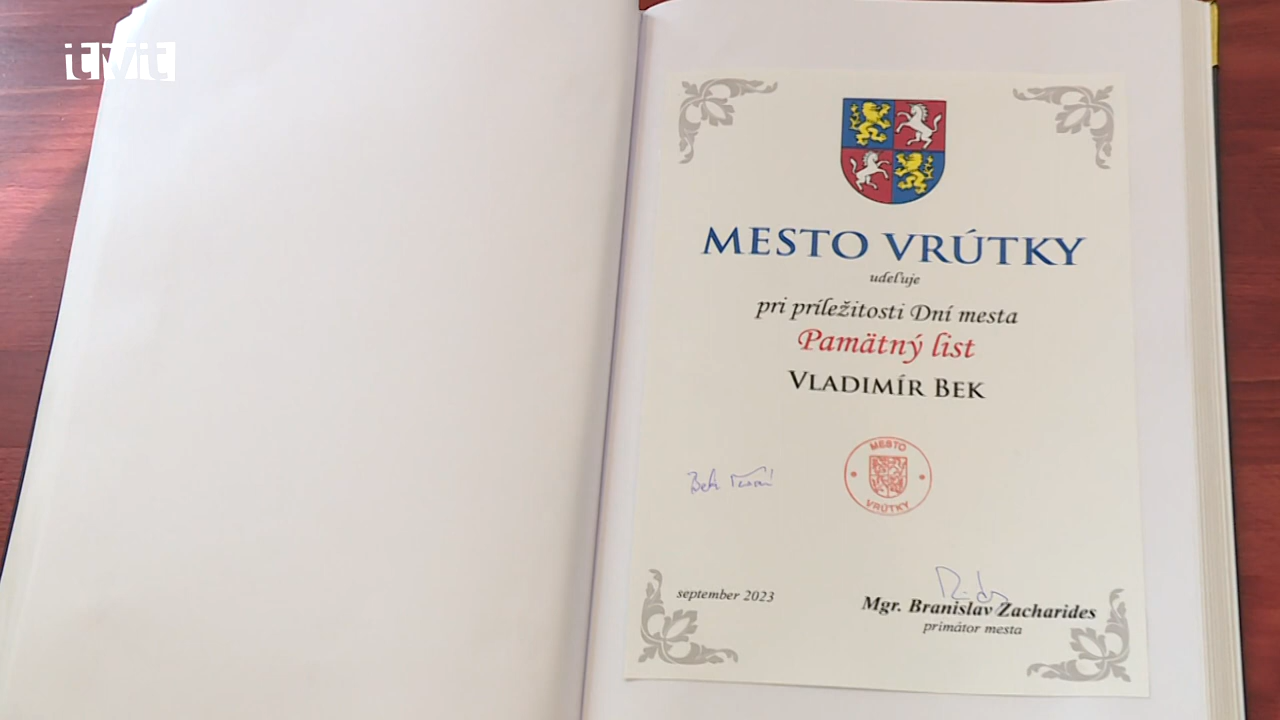 tvt
MESTO VRÚTKY
udeľuje
pri príležitosti Dní mesta
Pamätný list
VLADIMÍR BEK
MESTO
VRÚTKY
september 2023
Mgr. Branislav Zacharides
primátor mesta